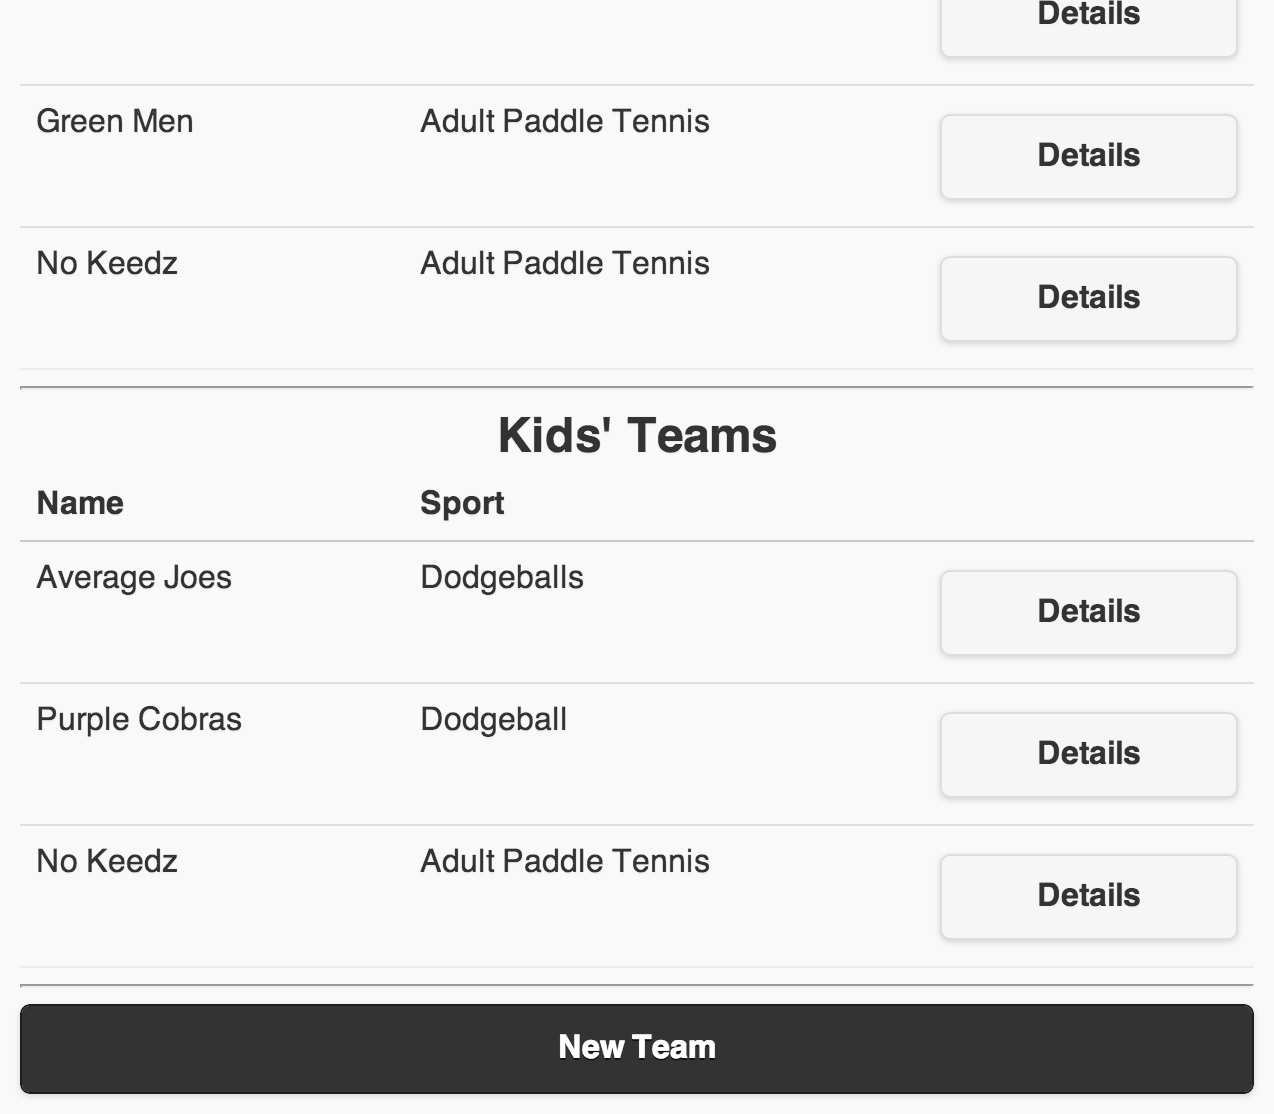 Details
Green Men Adult Paddle Tennis Details
No Keedz Adult Paddle Tennis Details
Kids' Teams
Name Sport
Average Joes Dodgeballs Details
Purple Cobras Dodgeball Details
No Keedz Adult Paddle Tennis Details
New Team